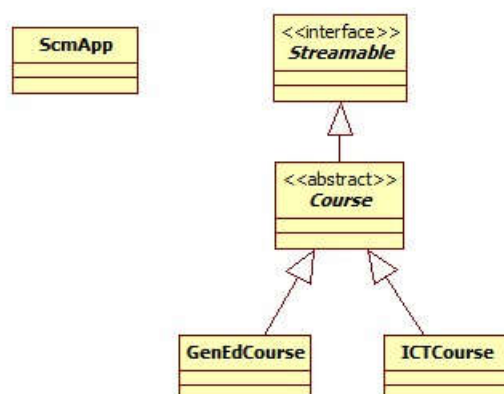 ScmApp
<<interface>>
Streamable
<<abstract>>
Course
GenEdCourse
ICTCourse